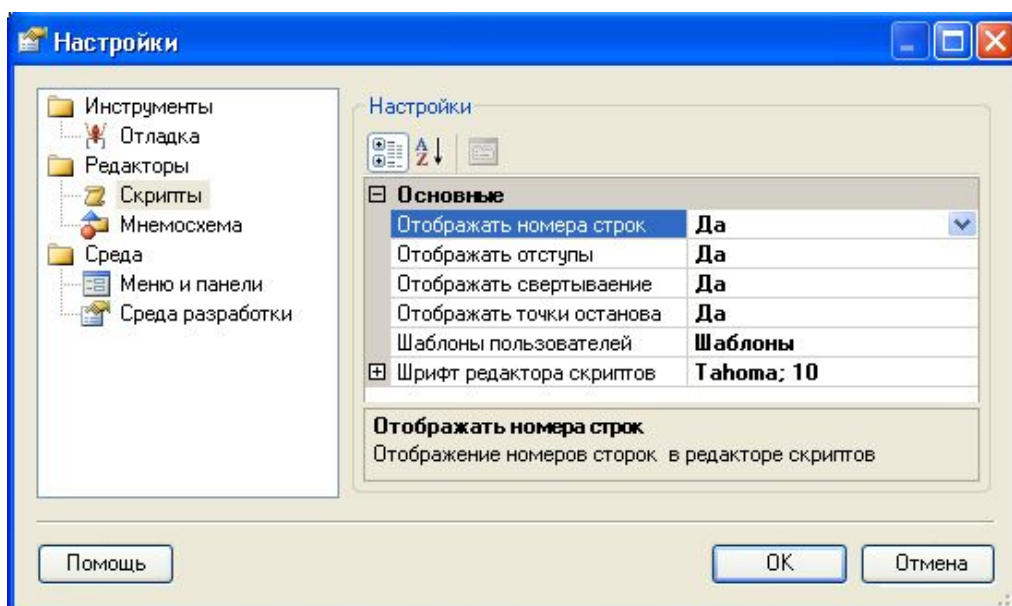 Настройки
Инструменты
Отладка
Редакторы
Скрипты
Мнемосхема
Среда
Меню и панели
Среда разработки
Настройки
Основные
Отображать номера строк Да
Отображать отступы Да
Отображать свертываение Да
Отображать точки останова Да
Шаблоны пользователей Шаблоны
Шрифт редактора скриптов Tahoma; 10
Отображать номера строк
Отображение номеров сторок в редакторе скриптов
Помощь OK Отмена